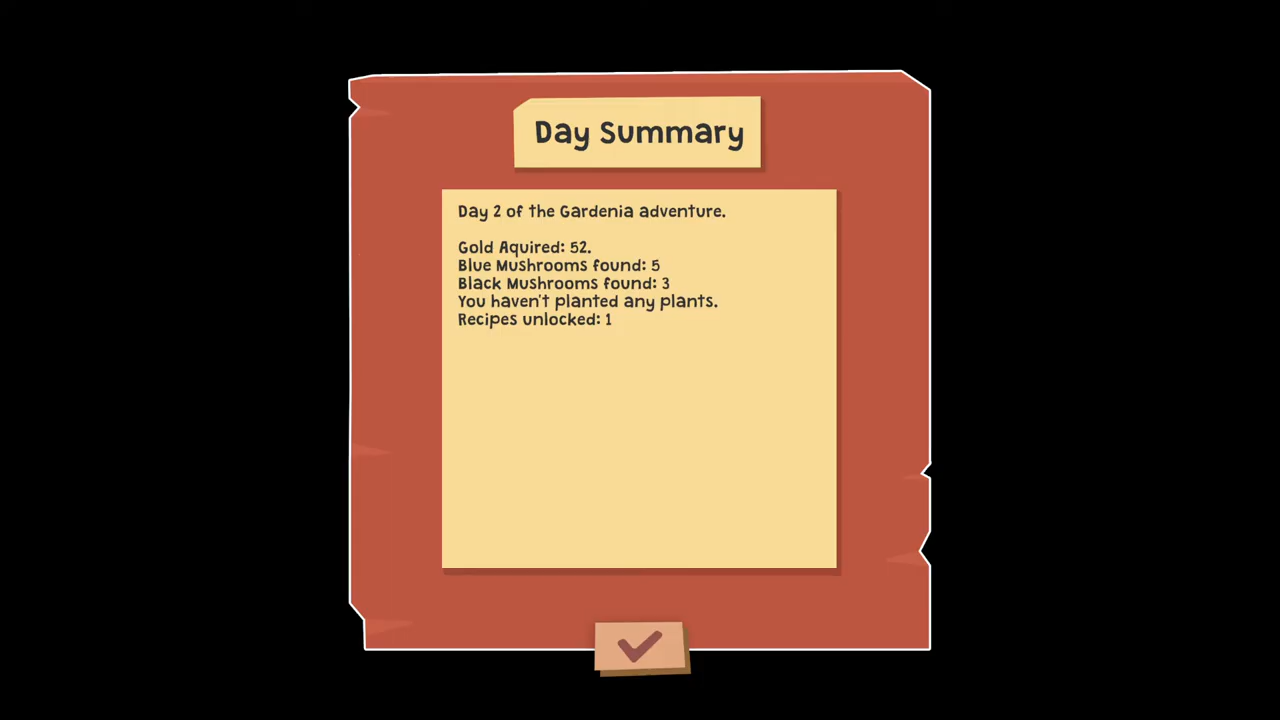 Day Summary
Day 2 of the Gardenia adventure.
Gold Aquired: 52.
Blue Mushrooms found: 5
Black Mushrooms found: 3
You haven't planted any plants.
Recipes unlocked: 1